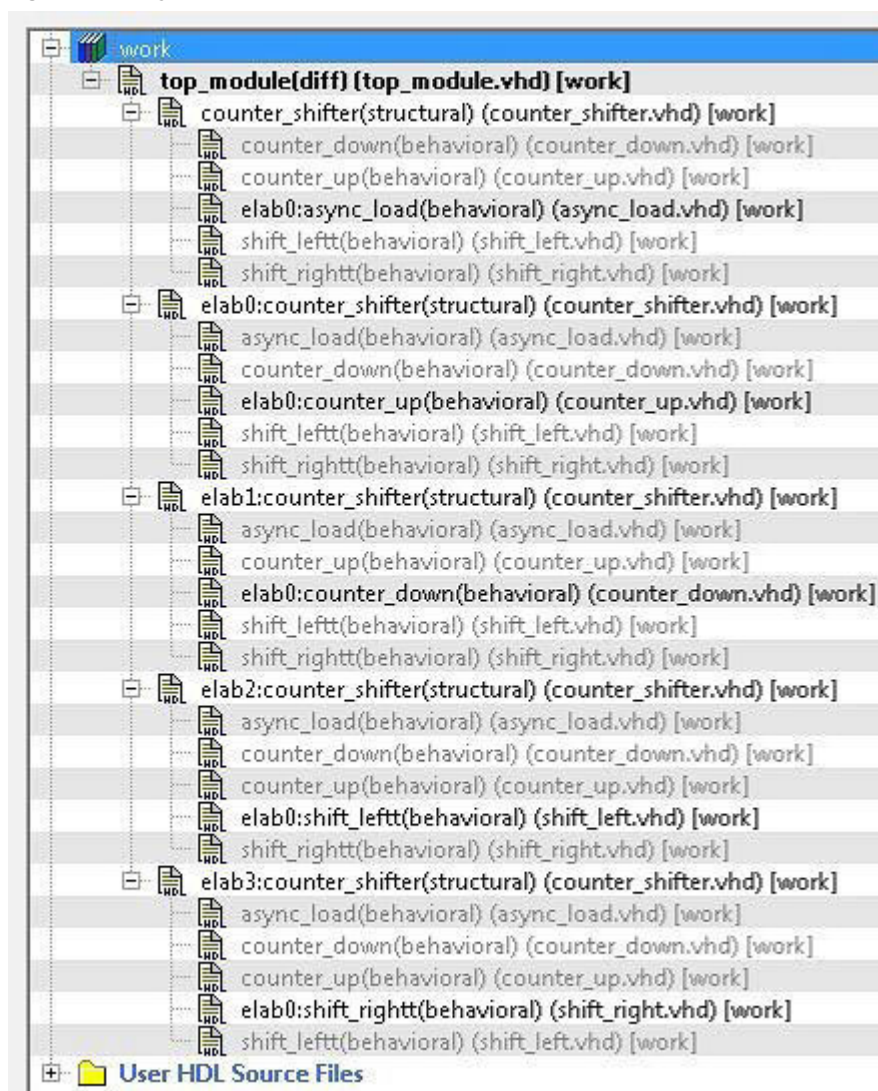 work
top_module(diff) (top_module.vhd) [work]
counter_shifter(structural) (counter_shifter.vhd) [work]
counter_down(behavioral) (counter_down.vhd) [work]
counter_up(behavioral) (counter_up.vhd) [work]
elab0:async_load(behavioral) (async_load.vhd) [work]
shift_leftt(behavioral) (shift_left.vhd) [work]
shift_rightt(behavioral) (shift_right.vhd) [work]
elab0:counter_shifter(structural) (counter_shifter.vhd) [work]
async_load(behavioral) (async_load.vhd) [work]
counter_down(behavioral) (counter_down.vhd) [work]
elab0:counter_up(behavioral) (counter_up.vhd) [work]
shift_leftt(behavioral) (shift_left.vhd) [work]
shift_rightt(behavioral) (shift_right.vhd) [work]
elab1:counter_shifter(structural) (counter_shifter.vhd) [work]
async_load(behavioral) (async_load.vhd) [work]
counter_up(behavioral) (counter_up.vhd) [work]
elab0:counter_down(behavioral) (counter_down.vhd) [work]
shift_leftt(behavioral) (shift_left.vhd) [work]
shift_rightt(behavioral) (shift_right.vhd) [work]
elab2:counter_shifter(structural) (counter_shifter.vhd) [work]
async_load(behavioral) (async_load.vhd) [work]
counter_down(behavioral) (counter_down.vhd) [work]
counter_up(behavioral) (counter_up.vhd) [work]
elab0:shift_leftt(behavioral) (shift_left.vhd) [work]
shift_rightt(behavioral) (shift_right.vhd) [work]
elab3:counter_shifter(structural) (counter_shifter.vhd) [work]
async_load(behavioral) (async_load.vhd) [work]
counter_down(behavioral) (counter_down.vhd) [work]
counter_up(behavioral) (counter_up.vhd) [work]
elab0:shift_rightt(behavioral) (shift_right.vhd) [work]
shift_leftt(behavioral) (shift_left.vhd) [work]
User HDL Source Files